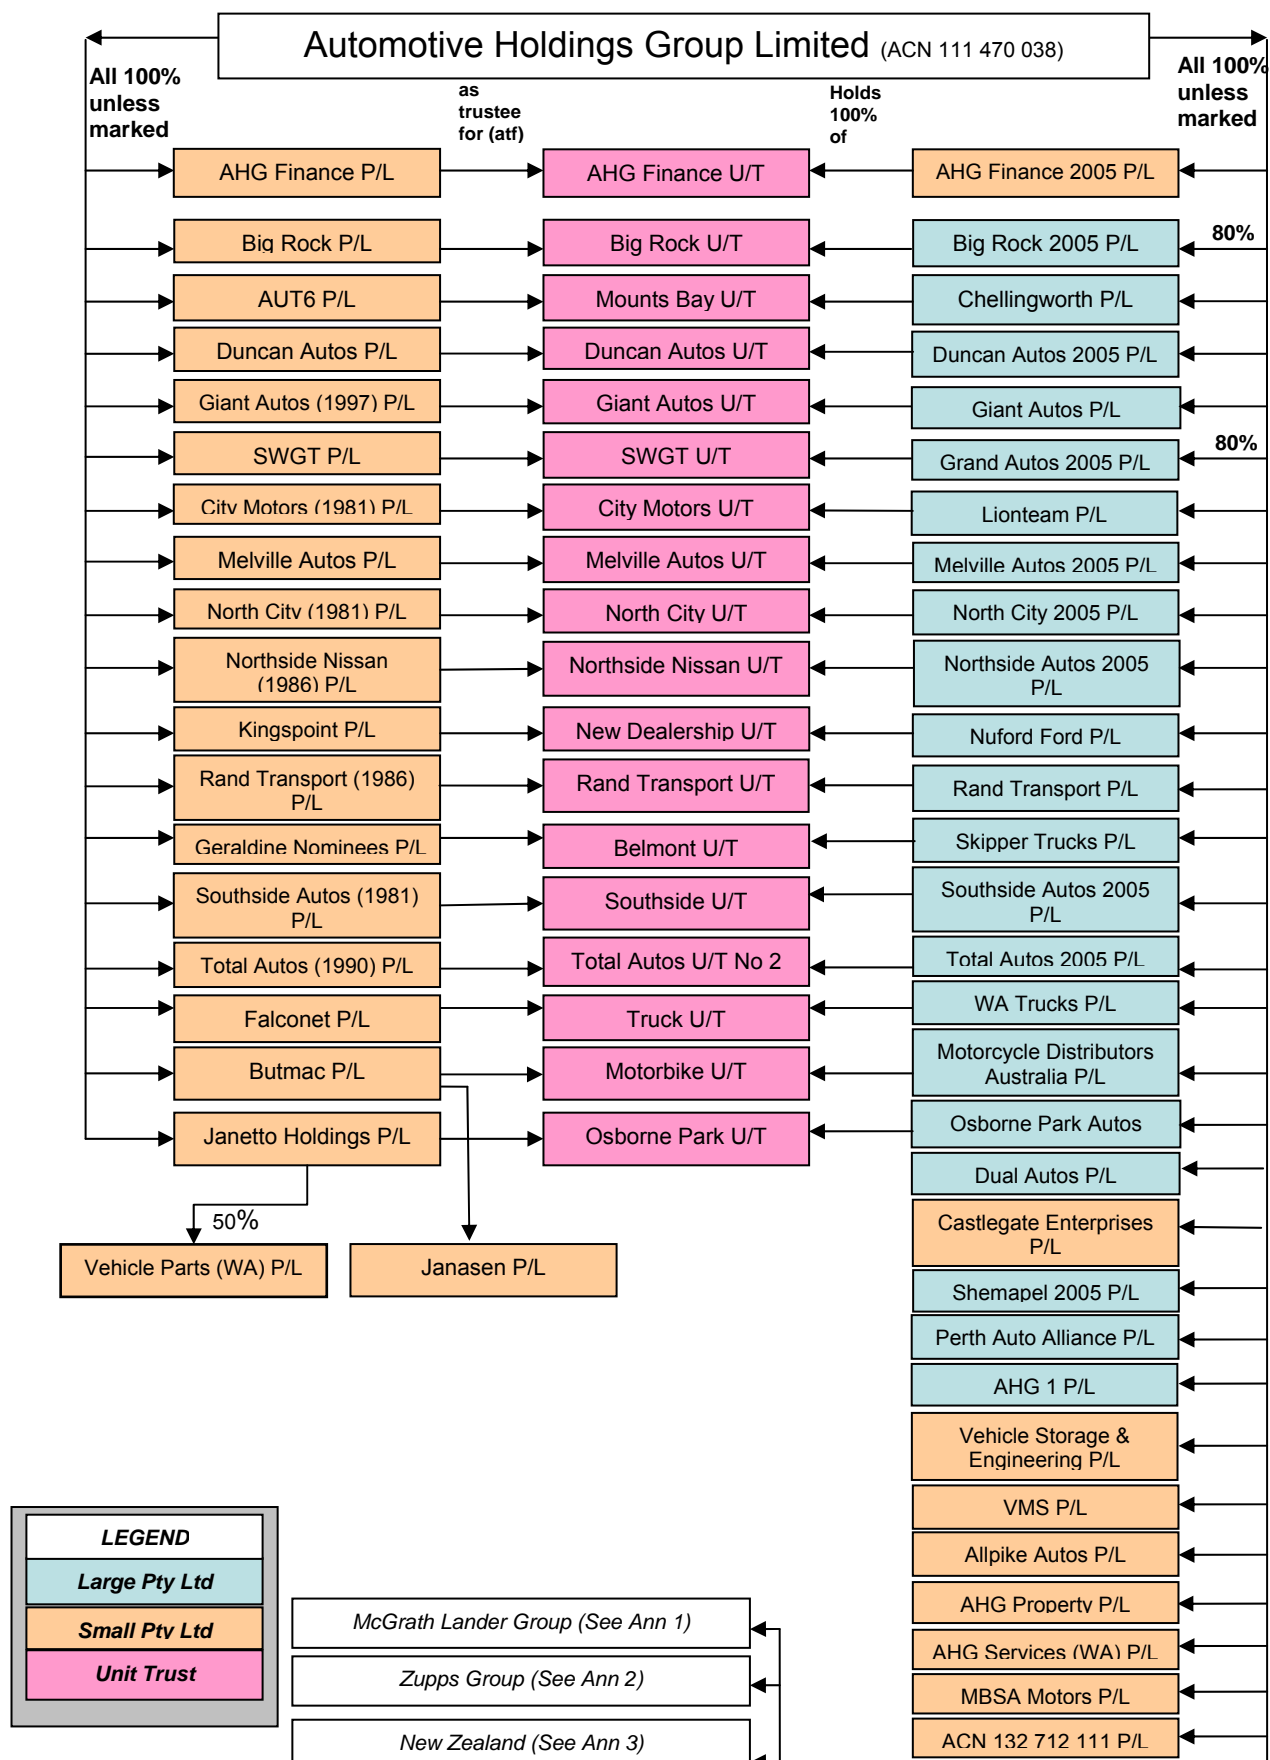 Automotive Holdings Group Limited (ACN 111 470 038)
All 100%
unless
marked
as
trustee
for (atf)
Holds
100%
of
All 100%
unless
marked
AHG Finance P/L
AHG Finance U/T
AHG Finance 2005 P/L
Big Rock P/L
Big Rock U/T
Big Rock 2005 P/L
80%
AUT6 P/L
Mounts Bay U/T
Chellingworth P/L
Duncan Autos P/L
Duncan Autos U/T
Duncan Autos 2005 P/L
Giant Autos (1997) P/L
Giant Autos U/T
Giant Autos P/L
SWGT P/L
SWGT U/T
Grand Autos 2005 P/L
80%
City Motors (1981) P/L
City Motors U/T
Lionteam P/L
Melville Autos P/L
Melville Autos U/T
Melville Autos 2005 P/L
North City (1981) P/L
North City U/T
North City 2005 P/L
Northside Nissan
(1986) P/L
Northside Nissan U/T
Northside Autos 2005
P/L
Kingspoint P/L
New Dealership U/T
Nuford Ford P/L
Rand Transport (1986)
P/L
Rand Transport U/T
Rand Transport P/L
Geraldine Nominees P/L
Belmont U/T
Skipper Trucks P/L
Southside Autos (1981)
P/L
Southside U/T
Southside Autos 2005
P/L
Total Autos (1990) P/L
Total Autos U/T No 2
Total Autos 2005 P/L
Falconet P/L
Truck U/T
WA Trucks P/L
Butmac P/L
Motorbike U/T
Motorcycle Distributors
Australia P/L
Janetto Holdings P/L
Osborne Park U/T
Osborne Park Autos
Dual Autos P/L
50%
Vehicle Parts (WA) P/L
Janasen P/L
Castlegate Enterprises
P/L
Shemapel 2005 P/L
Perth Auto Alliance P/L
AHG 1 P/L
Vehicle Storage &
Engineering P/L
VMS P/L
Allpike Autos P/L
AHG Property P/L
AHG Services (WA) P/L
MBSA Motors P/L
ACN 132 712 111 P/L
LEGEND
Large Pty Ltd
Small Pty Ltd
Unit Trust
McGrath Lander Group (See Ann 1)
Zupps Group (See Ann 2)
New Zealand (See Ann 3)